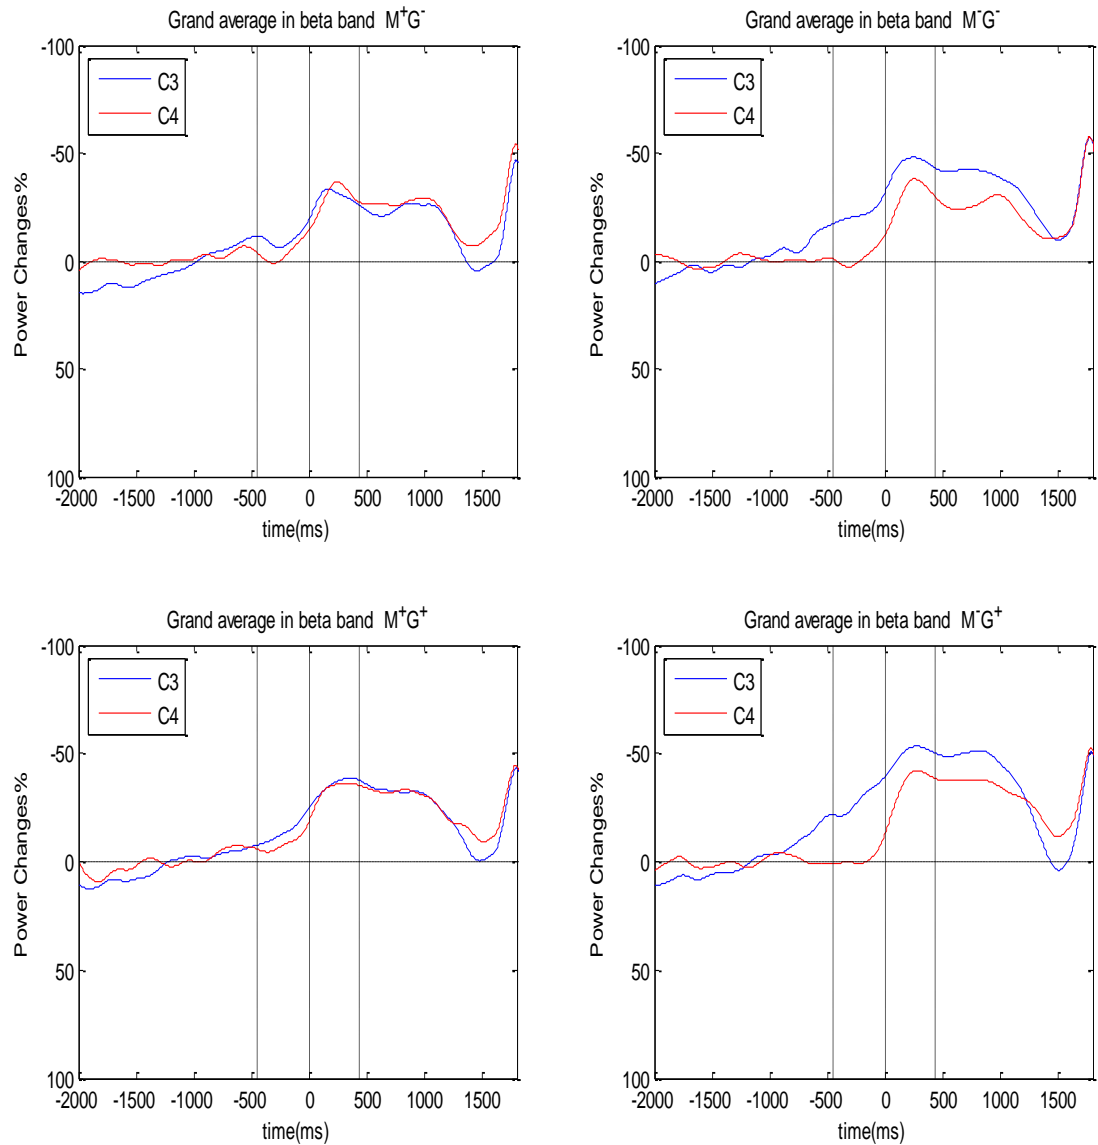 Grand average in beta band M⁺G⁻
-100
-50
0
50
100
Power Changes%
C3
C4
-2000 -1500 -1000 -500 0 500 1000 1500
time(ms)
Grand average in beta band M⁻G⁻
-100
-50
0
50
100
Power Changes%
C3
C4
-2000 -1500 -1000 -500 0 500 1000 1500
time(ms)
Grand average in beta band M⁺G⁺
-100
-50
0
50
100
Power Changes%
C3
C4
-2000 -1500 -1000 -500 0 500 1000 1500
time(ms)
Grand average in beta band M⁻G⁺
-100
-50
0
50
100
Power Changes%
C3
C4
-2000 -1500 -1000 -500 0 500 1000 1500
time(ms)